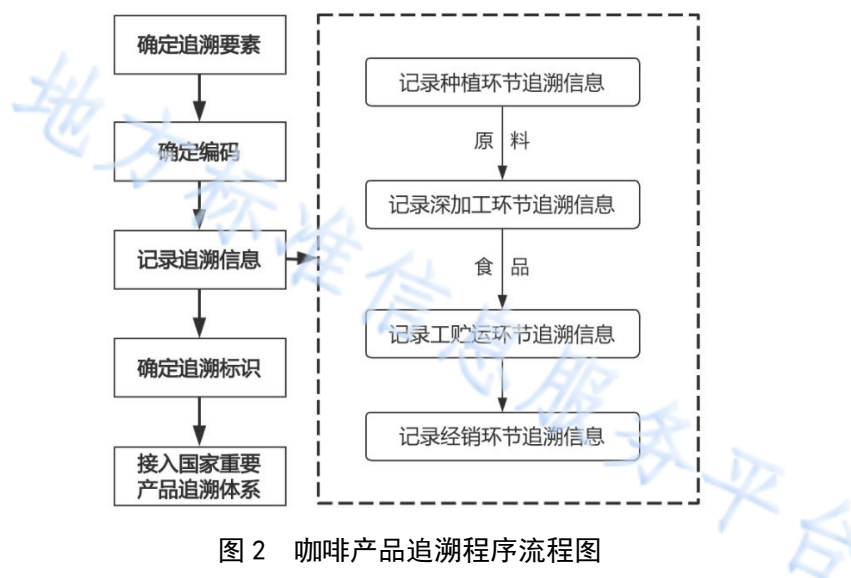 确定追溯要素
确定编码
记录追溯信息
确定追溯标识
接入国家重要
产品追溯体系
记录种植环节追溯信息
原 料
记录深加工环节追溯信息
食 品
记录工贮运环节追溯信息
记录经销环节追溯信息
图 2 咖啡产品追溯程序流程图
地方标准信息服务平台